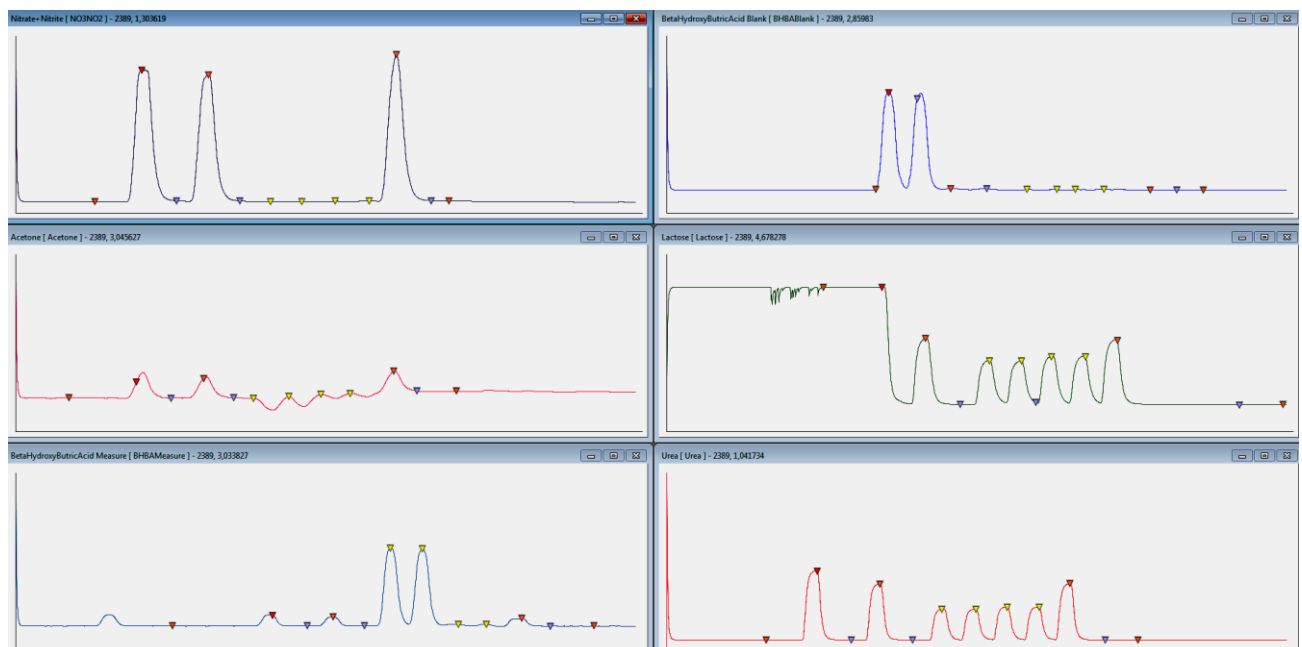 Nitrate+Nitrite [ NO3NO2 ] - 2389, 1,303619
BetaHydroxyButricAcid Blank [ BHBABlank ] - 2389, 2,85983
Acetone [ Acetone ] - 2389, 3,045627
Lactose [ Lactose ] - 2389, 4,678278
BetaHydroxyButricAcid Measure [ BHBAMeasure ] - 2389, 3,033827
Urea [ Urea ] - 2389, 1,041734